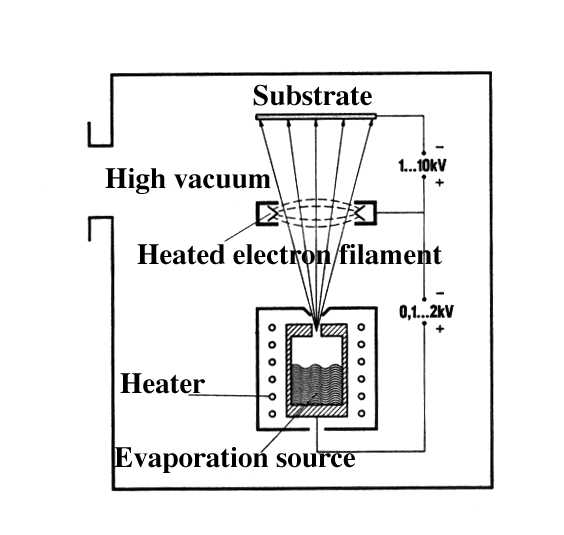 Substrate
−
1...10kV
+
High vacuum
Heated electron filament
−
0,1...2kV
+
Heater
Evaporation source